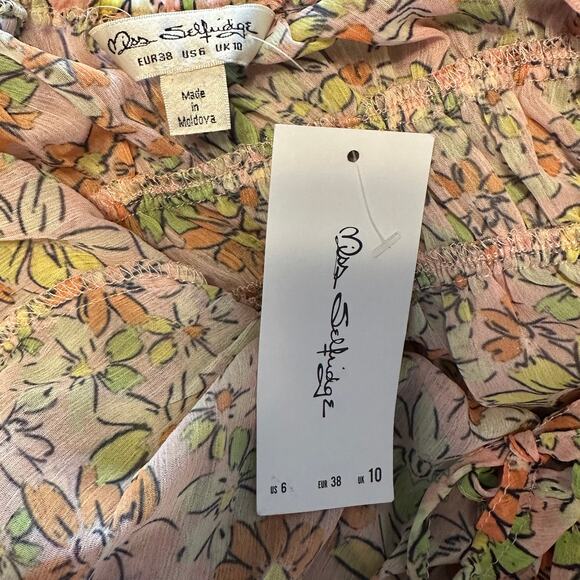 Miss Selfridge
EUR38 US6 UK10
Made
in
Moldova
Miss Selfridge
US 6 EUR 38 UK 10